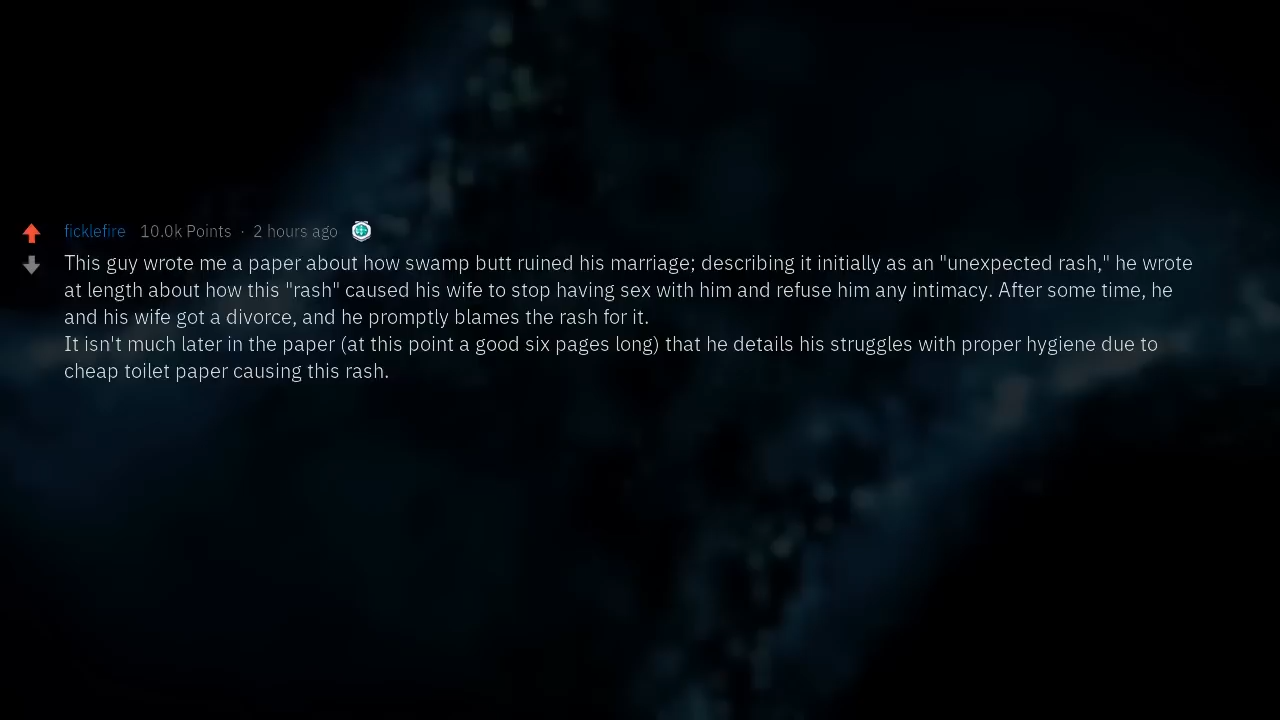 ficklefire 10.0k Points · 2 hours ago
This guy wrote me a paper about how swamp butt ruined his marriage; describing it initially as an "unexpected rash," he wrote
at length about how this "rash" caused his wife to stop having sex with him and refuse him any intimacy. After some time, he
and his wife got a divorce, and he promptly blames the rash for it.
It isn't much later in the paper (at this point a good six pages long) that he details his struggles with proper hygiene due to
cheap toilet paper causing this rash.